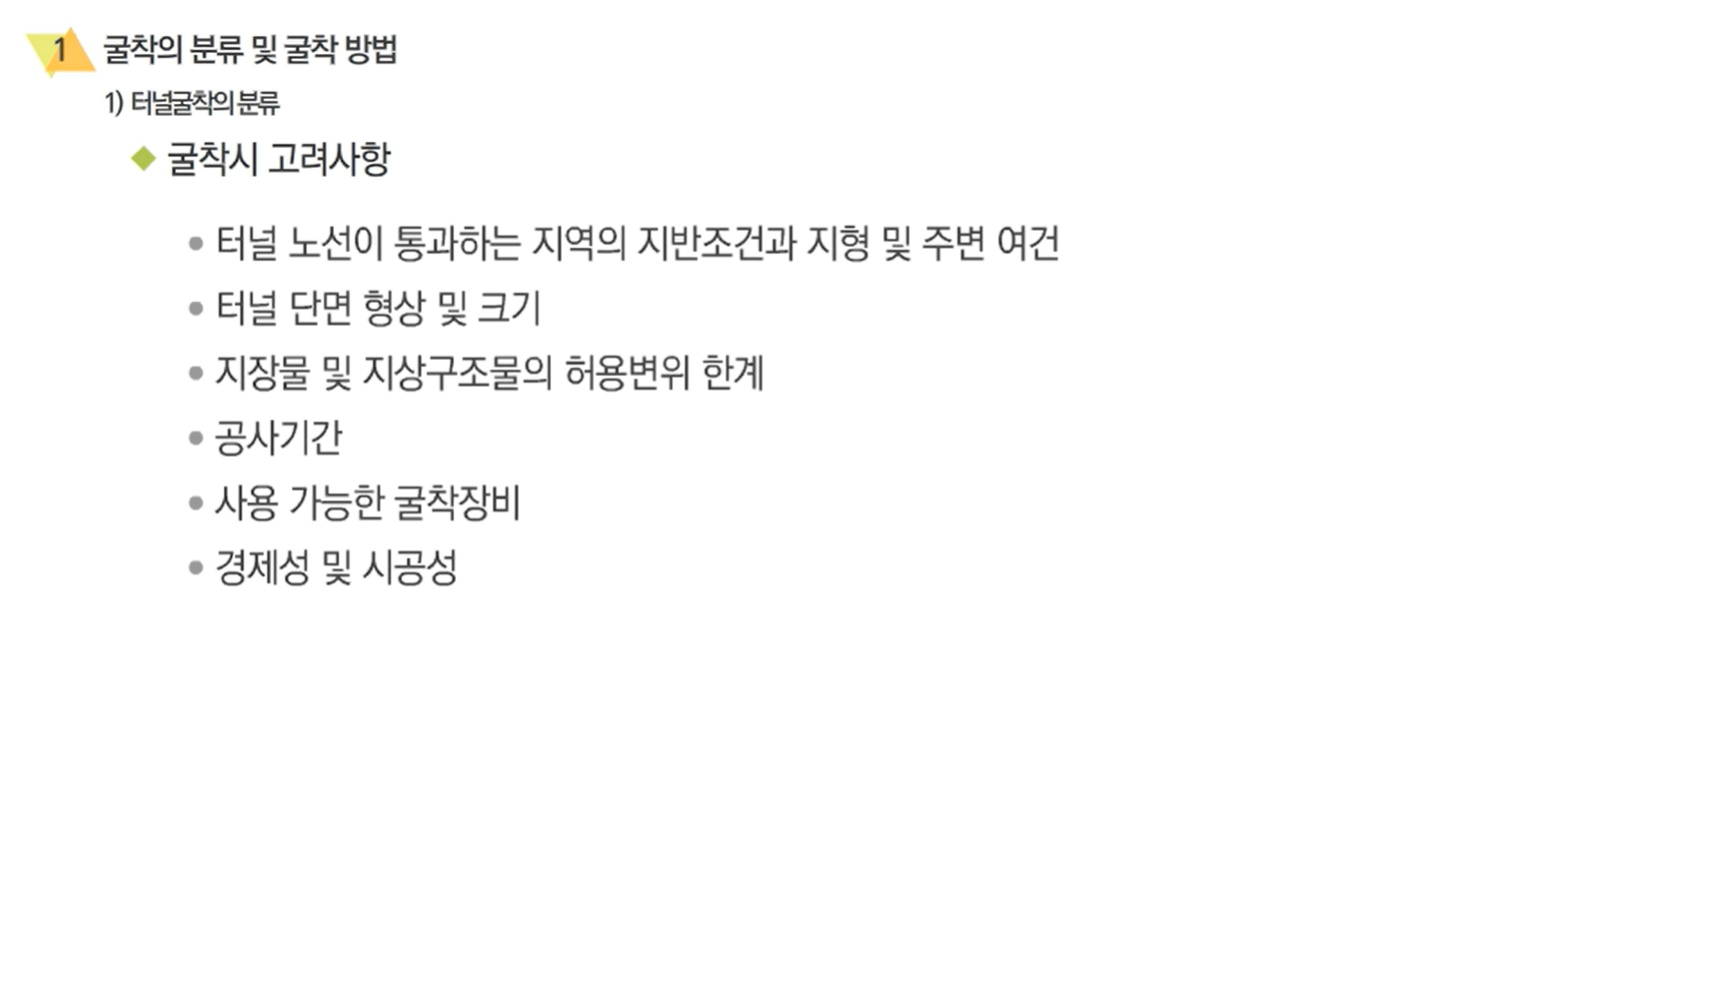 1 굴착의 분류 및 굴착 방법
1) 터널굴착의 분류
◆ 굴착시 고려사항
● 터널 노선이 통과하는 지역의 지반조건과 지형 및 주변 여건
● 터널 단면 형상 및 크기
● 지장물 및 지상구조물의 허용변위 한계
● 공사기간
● 사용 가능한 굴착장비
● 경제성 및 시공성